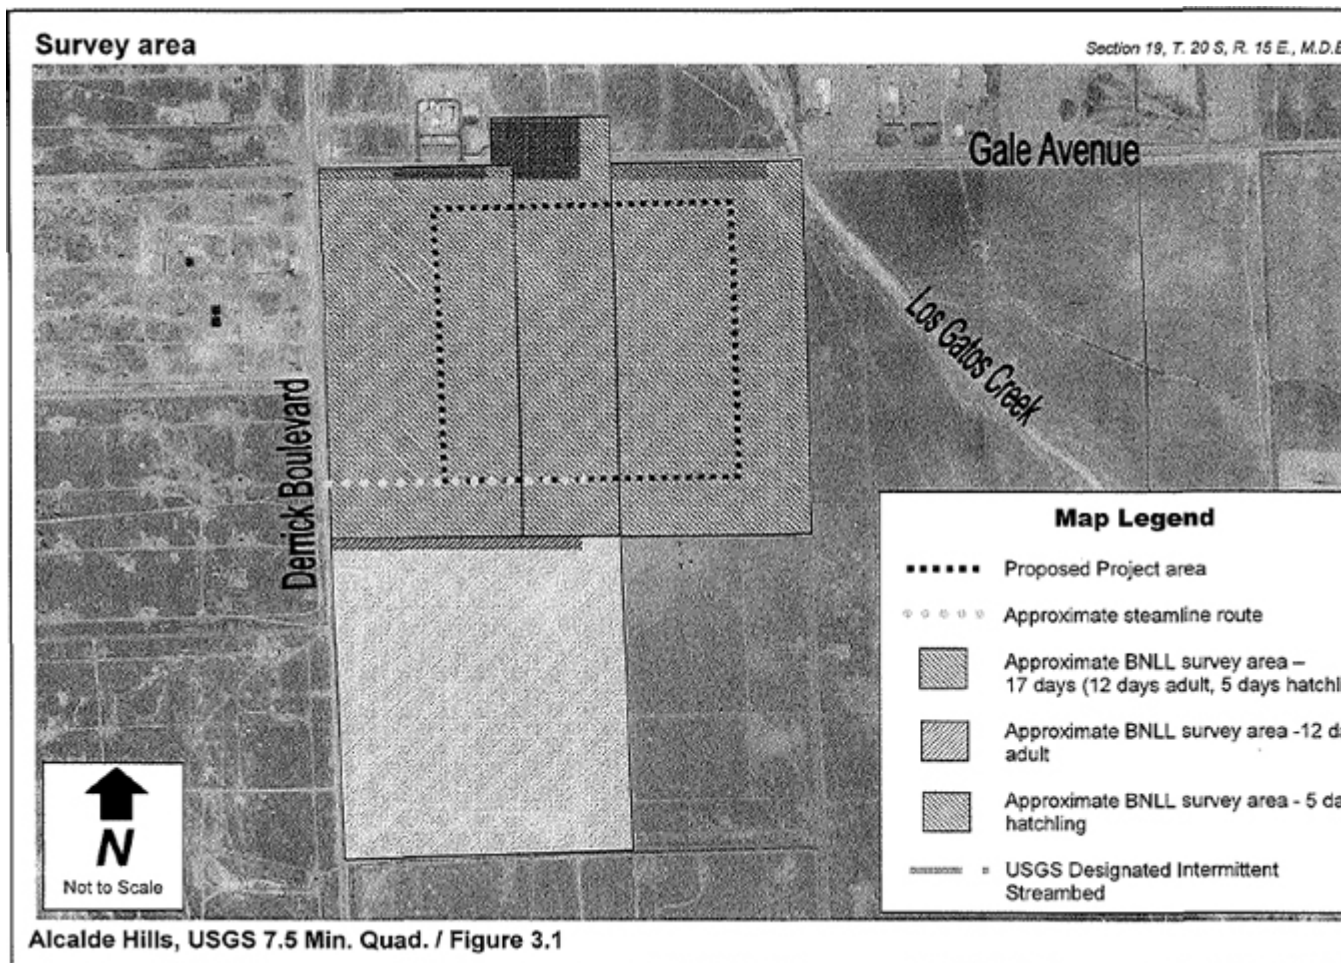 Survey area
Section 19, T. 20 S, R. 15 E., M.D.B
Gale Avenue
Los Gatos Creek
Derrick Boulevard
Map Legend
Proposed Project area
Approximate steamline route
Approximate BNLL survey area –
17 days (12 days adult, 5 days hatchli
Approximate BNLL survey area -12 da
adult
Approximate BNLL survey area - 5 da
hatchling
USGS Designated Intermittent
Streambed
N
Not to Scale
Alcalde Hills, USGS 7.5 Min. Quad. / Figure 3.1